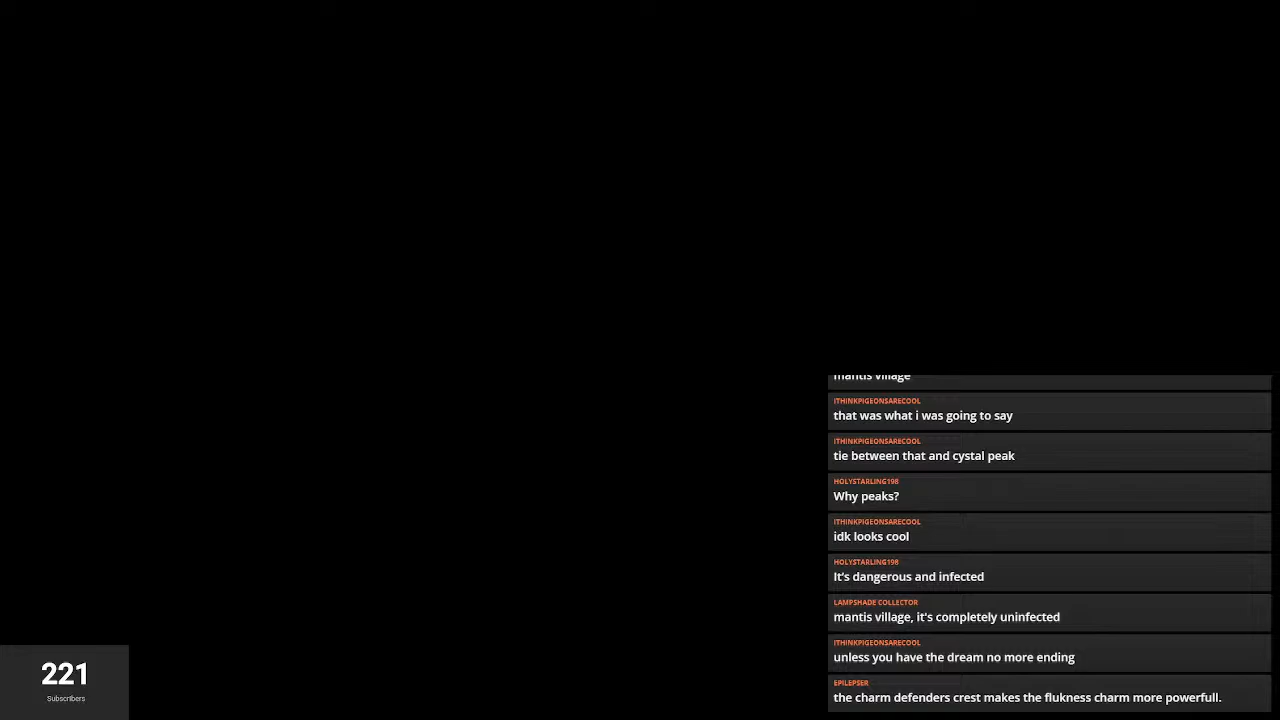 mantis village
ITHINKPIGEONSARECOOL
that was what i was going to say
ITHINKPIGEONSARECOOL
tie between that and cystal peak
HOLYSTARLING198
Why peaks?
ITHINKPIGEONSARECOOL
idk looks cool
HOLYSTARLING198
It's dangerous and infected
LAMPSHADE COLLECTOR
mantis village, it's completely uninfected
ITHINKPIGEONSARECOOL
unless you have the dream no more ending
EPILEPSER
the charm defenders crest makes the flukness charm more powerfull.
221
Subscribers